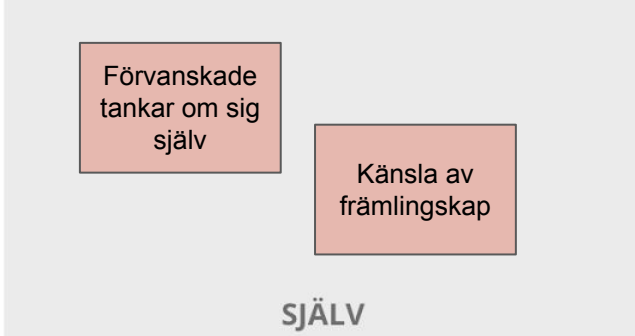 Förvanskade
tankar om sig
själv
Känsla av
främlingskap
SJÄLV